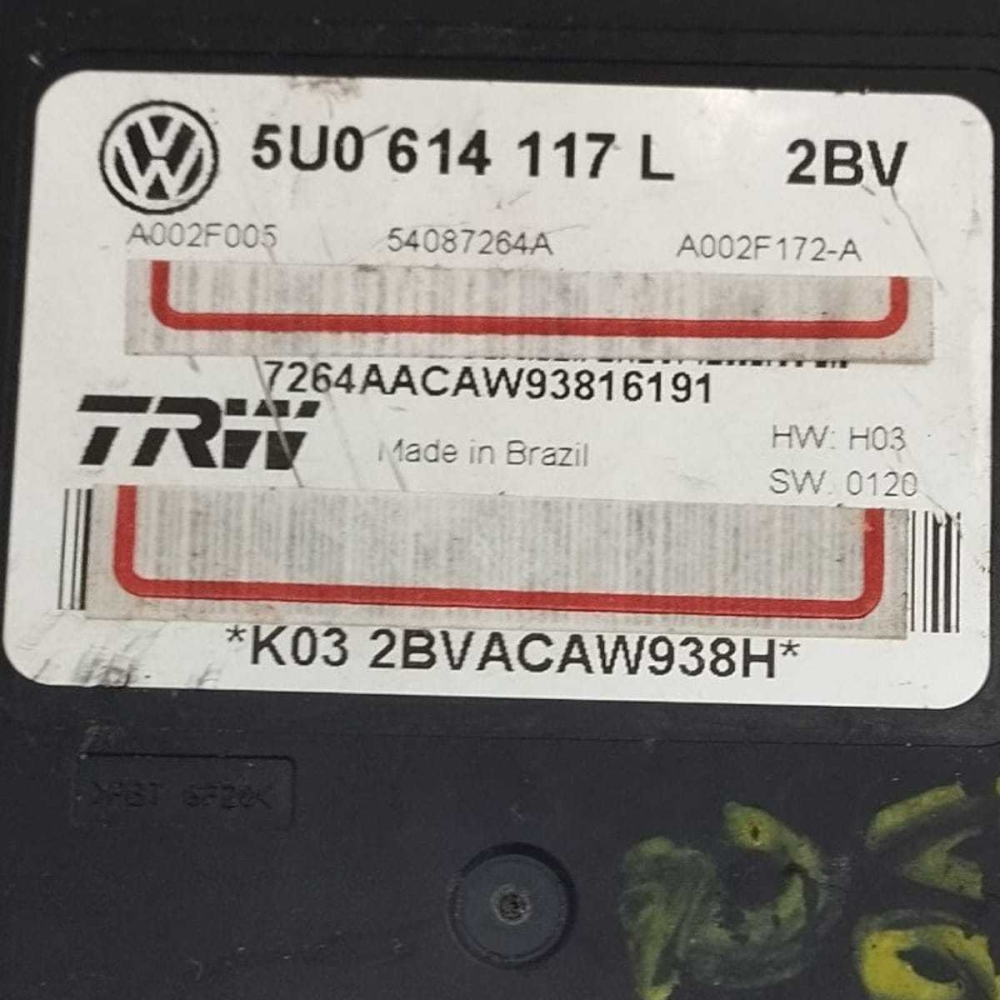 5U0 614 117 L 2BV
A002F005 54087264A A002F172-A
7264AACAW93816191
TRW Made in Brazil HW: H03
SW. 0120
*K03 2BVACAW938H*